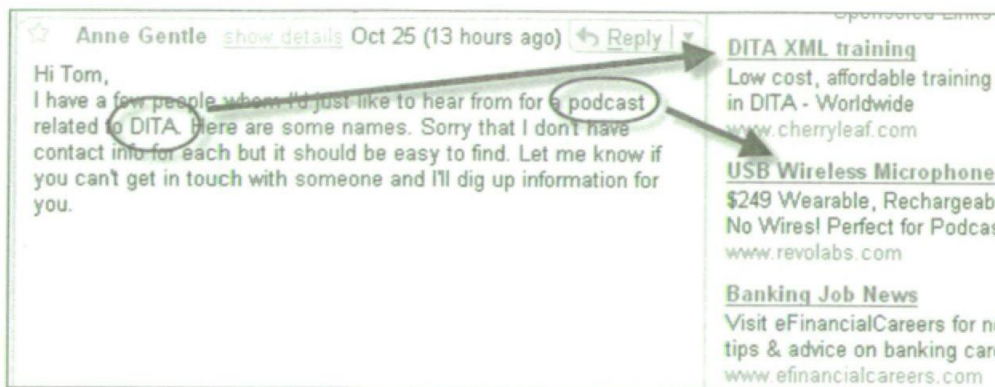 Anne Gentle show details Oct 25 (13 hours ago) Reply
Hi Tom,
I have a few people whom I'd just like to hear from for a podcast
related to DITA. Here are some names. Sorry that I don't have
contact info for each but it should be easy to find. Let me know if
you can't get in touch with someone and I'll dig up information for
you.
Sponsored Links
DITA XML training
Low cost, affordable training
in DITA - Worldwide
www.cherryleaf.com
USB Wireless Microphone
$249 Wearable, Rechargeab
No Wires! Perfect for Podcas
www.revolabs.com
Banking Job News
Visit eFinancialCareers for n
tips & advice on banking car
www.efinancialcareers.com